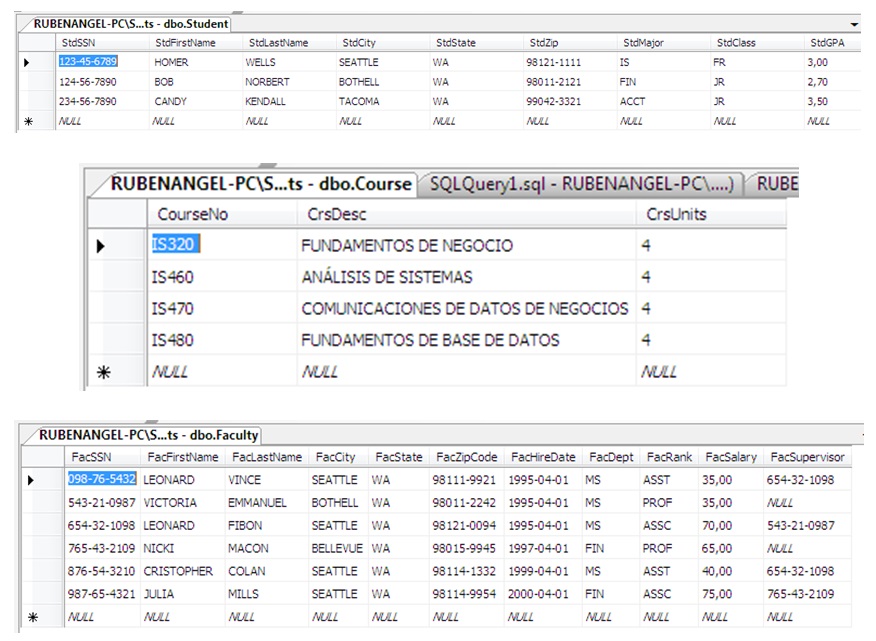 RUBENANGEL-PC\S...ts - dbo.Student
StdSSN StdFirstName StdLastName StdCity StdState StdZip StdMajor StdClass StdGPA
123-45-6789 HOMER WELLS SEATTLE WA 98121-1111 IS FR 3,00
124-56-7890 BOB NORBERT BOTHELL WA 98011-2121 FIN JR 2,70
234-56-7890 CANDY KENDALL TACOMA WA 99042-3321 ACCT JR 3,50
NULL NULL NULL NULL NULL NULL NULL NULL NULL
RUBENANGEL-PC\S...ts - dbo.Course SQLQuery1.sql - RUBENANGEL-PC\....) RUBE
CourseNo CrsDesc CrsUnits
IS320 FUNDAMENTOS DE NEGOCIO 4
IS460 ANÁLISIS DE SISTEMAS 4
IS470 COMUNICACIONES DE DATOS DE NEGOCIOS 4
IS480 FUNDAMENTOS DE BASE DE DATOS 4
NULL NULL NULL
RUBENANGEL-PC\S...ts - dbo.Faculty
FacSSN FacFirstName FacLastName FacCity FacState FacZipCode FacHireDate FacDept FacRank FacSalary FacSupervisor
098-76-5432 LEONARD VINCE SEATTLE WA 98111-9921 1995-04-01 MS ASST 35,00 654-32-1098
543-21-0987 VICTORIA EMMANUEL BOTHELL WA 98011-2242 1995-04-01 MS PROF 35,00 NULL
654-32-1098 LEONARD FIBON SEATTLE WA 98121-0094 1995-04-01 MS ASSC 70,00 543-21-0987
765-43-2109 NICKI MACON BELLEVUE WA 98015-9945 1997-04-01 FIN PROF 65,00 NULL
876-54-3210 CRISTOPHER COLAN SEATTLE WA 98114-1332 1999-04-01 MS ASST 40,00 654-32-1098
987-65-4321 JULIA MILLS SEATTLE WA 98114-9954 2000-04-01 FIN ASSC 75,00 765-43-2109
NULL NULL NULL NULL NULL NULL NULL NULL NULL NULL NULL